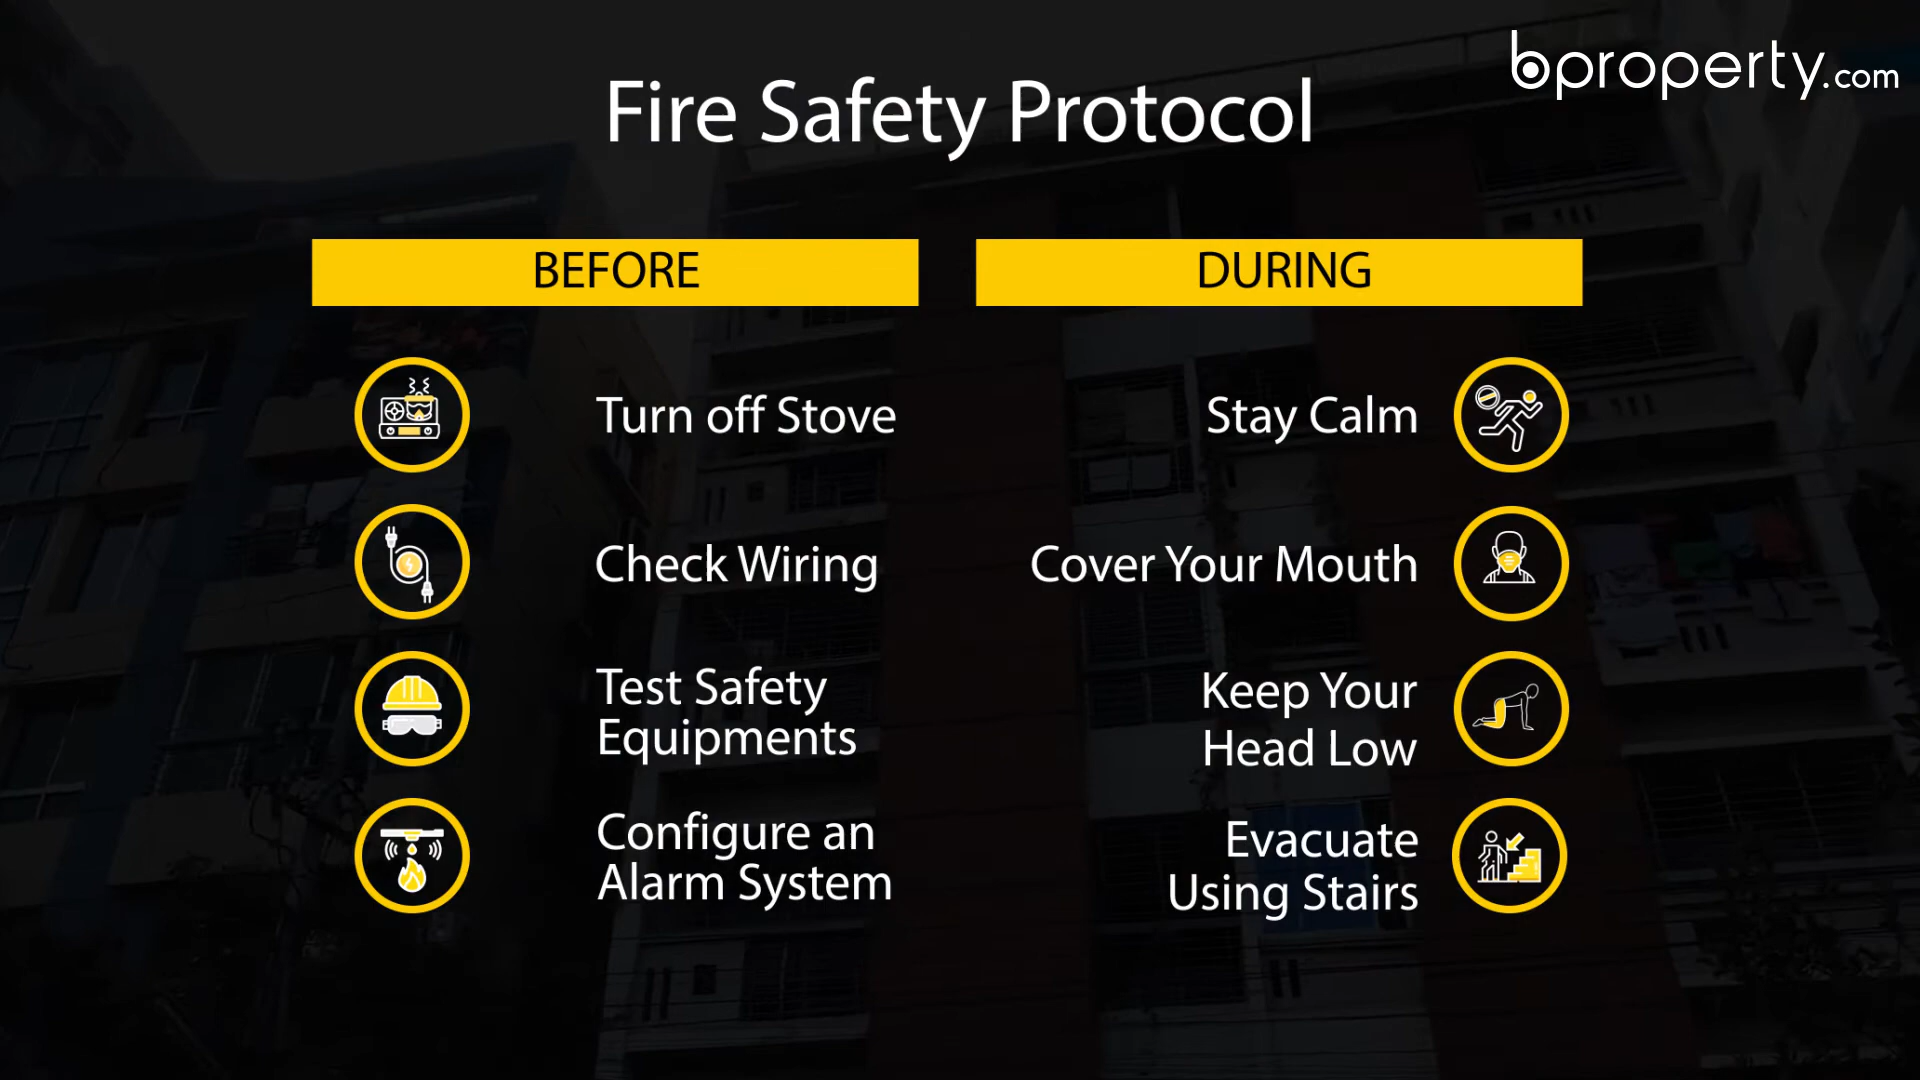 bproperty.com
Fire Safety Protocol
BEFORE
Turn off Stove
Check Wiring
Test Safety
Equipments
Configure an
Alarm System
DURING
Stay Calm
Cover Your Mouth
Keep Your
Head Low
Evacuate
Using Stairs